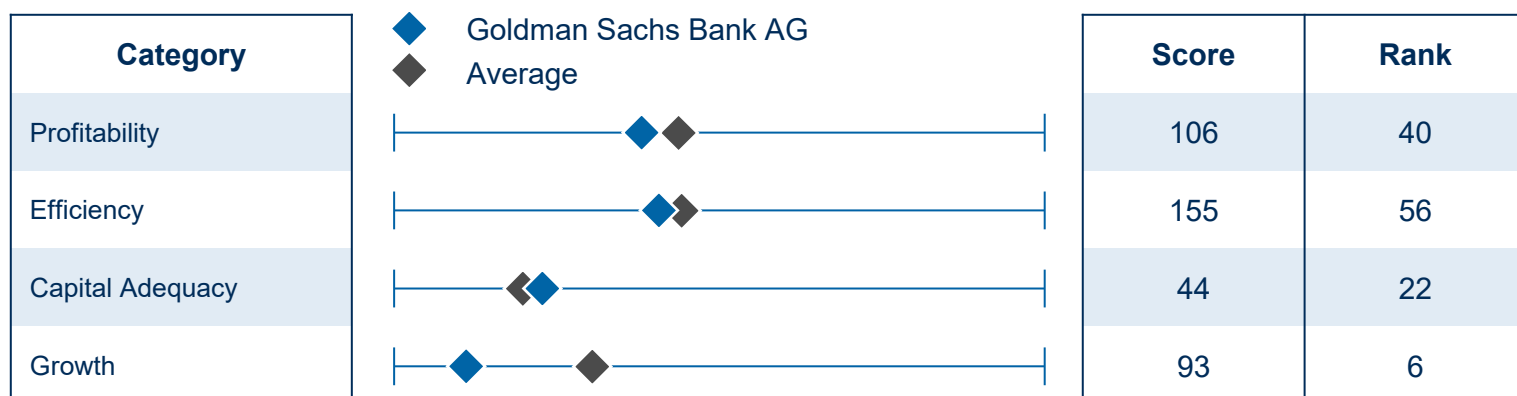 Goldman Sachs Bank AG
Average
Category Score Rank
Profitability 106 40
Efficiency 155 56
Capital Adequacy 44 22
Growth 93 6